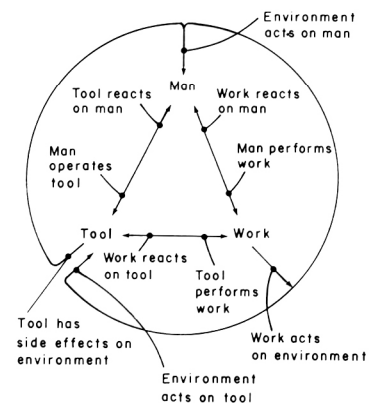 Environment
acts on man
Man
Tool reacts
on man
Work reacts
on man
Man
operates
tool
Man performs
work
Tool
Work
Work reacts
on tool
Tool
performs
work
Tool has
side effects on
environment
Work acts
on environment
Environment
acts on tool